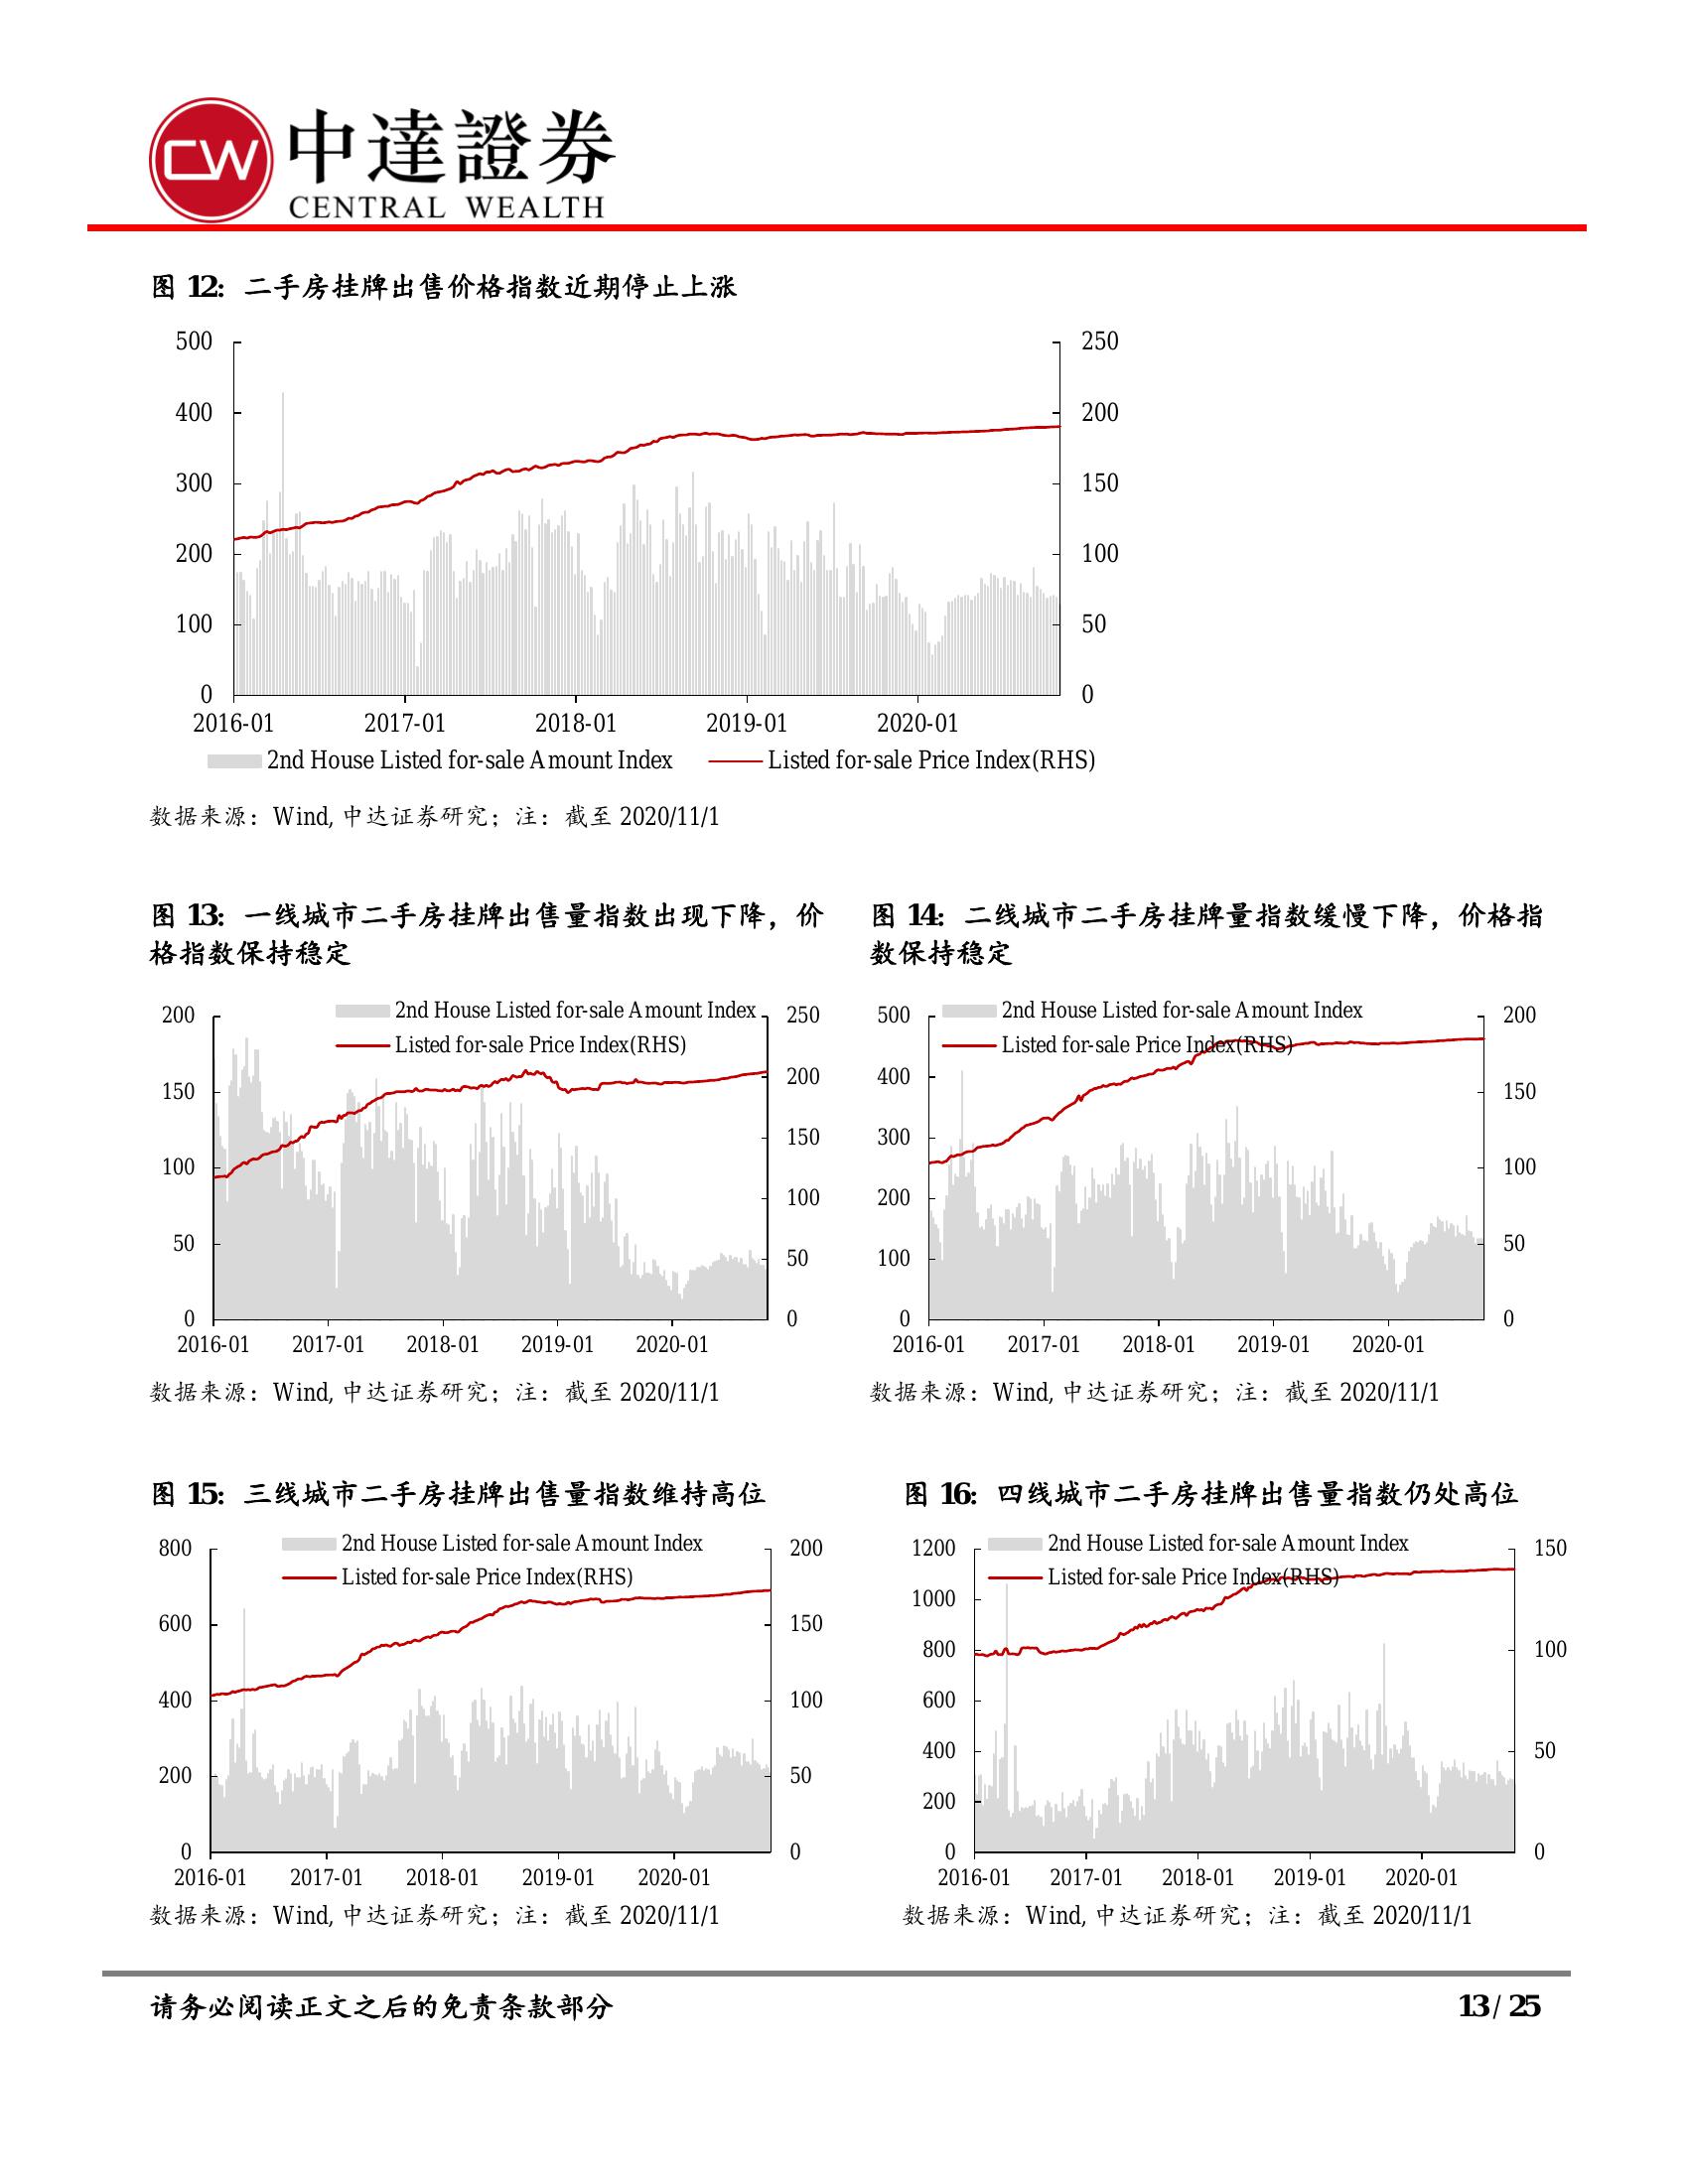 CW 中達證券
CENTRAL WEALTH
图 12: 二手房挂牌出售价格指数近期停止上涨
500
400
300
200
100
0
250
200
150
100
50
0
2016-01 2017-01 2018-01 2019-01 2020-01
2nd House Listed for-sale Amount Index Listed for-sale Price Index(RHS)
数据来源：Wind, 中达证券研究；注：截至 2020/11/1
图 13: 一线城市二手房挂牌出售量指数出现下降，价
格指数保持稳定
2nd House Listed for-sale Amount Index
Listed for-sale Price Index(RHS)
200
150
100
50
0
250
200
150
100
50
0
2016-01 2017-01 2018-01 2019-01 2020-01
数据来源：Wind, 中达证券研究；注：截至 2020/11/1
图 14: 二线城市二手房挂牌量指数缓慢下降，价格指
数保持稳定
2nd House Listed for-sale Amount Index
Listed for-sale Price Index(RHS)
500
400
300
200
100
0
200
150
100
50
0
2016-01 2017-01 2018-01 2019-01 2020-01
数据来源：Wind, 中达证券研究；注：截至 2020/11/1
图 15: 三线城市二手房挂牌出售量指数维持高位
2nd House Listed for-sale Amount Index
Listed for-sale Price Index(RHS)
800
600
400
200
0
200
150
100
50
0
2016-01 2017-01 2018-01 2019-01 2020-01
数据来源：Wind, 中达证券研究；注：截至 2020/11/1
图 16: 四线城市二手房挂牌出售量指数仍处高位
2nd House Listed for-sale Amount Index
Listed for-sale Price Index(RHS)
1200
1000
800
600
400
200
0
150
100
50
0
2016-01 2017-01 2018-01 2019-01 2020-01
数据来源：Wind, 中达证券研究；注：截至 2020/11/1
请务必阅读正文之后的免责条款部分
13 / 25